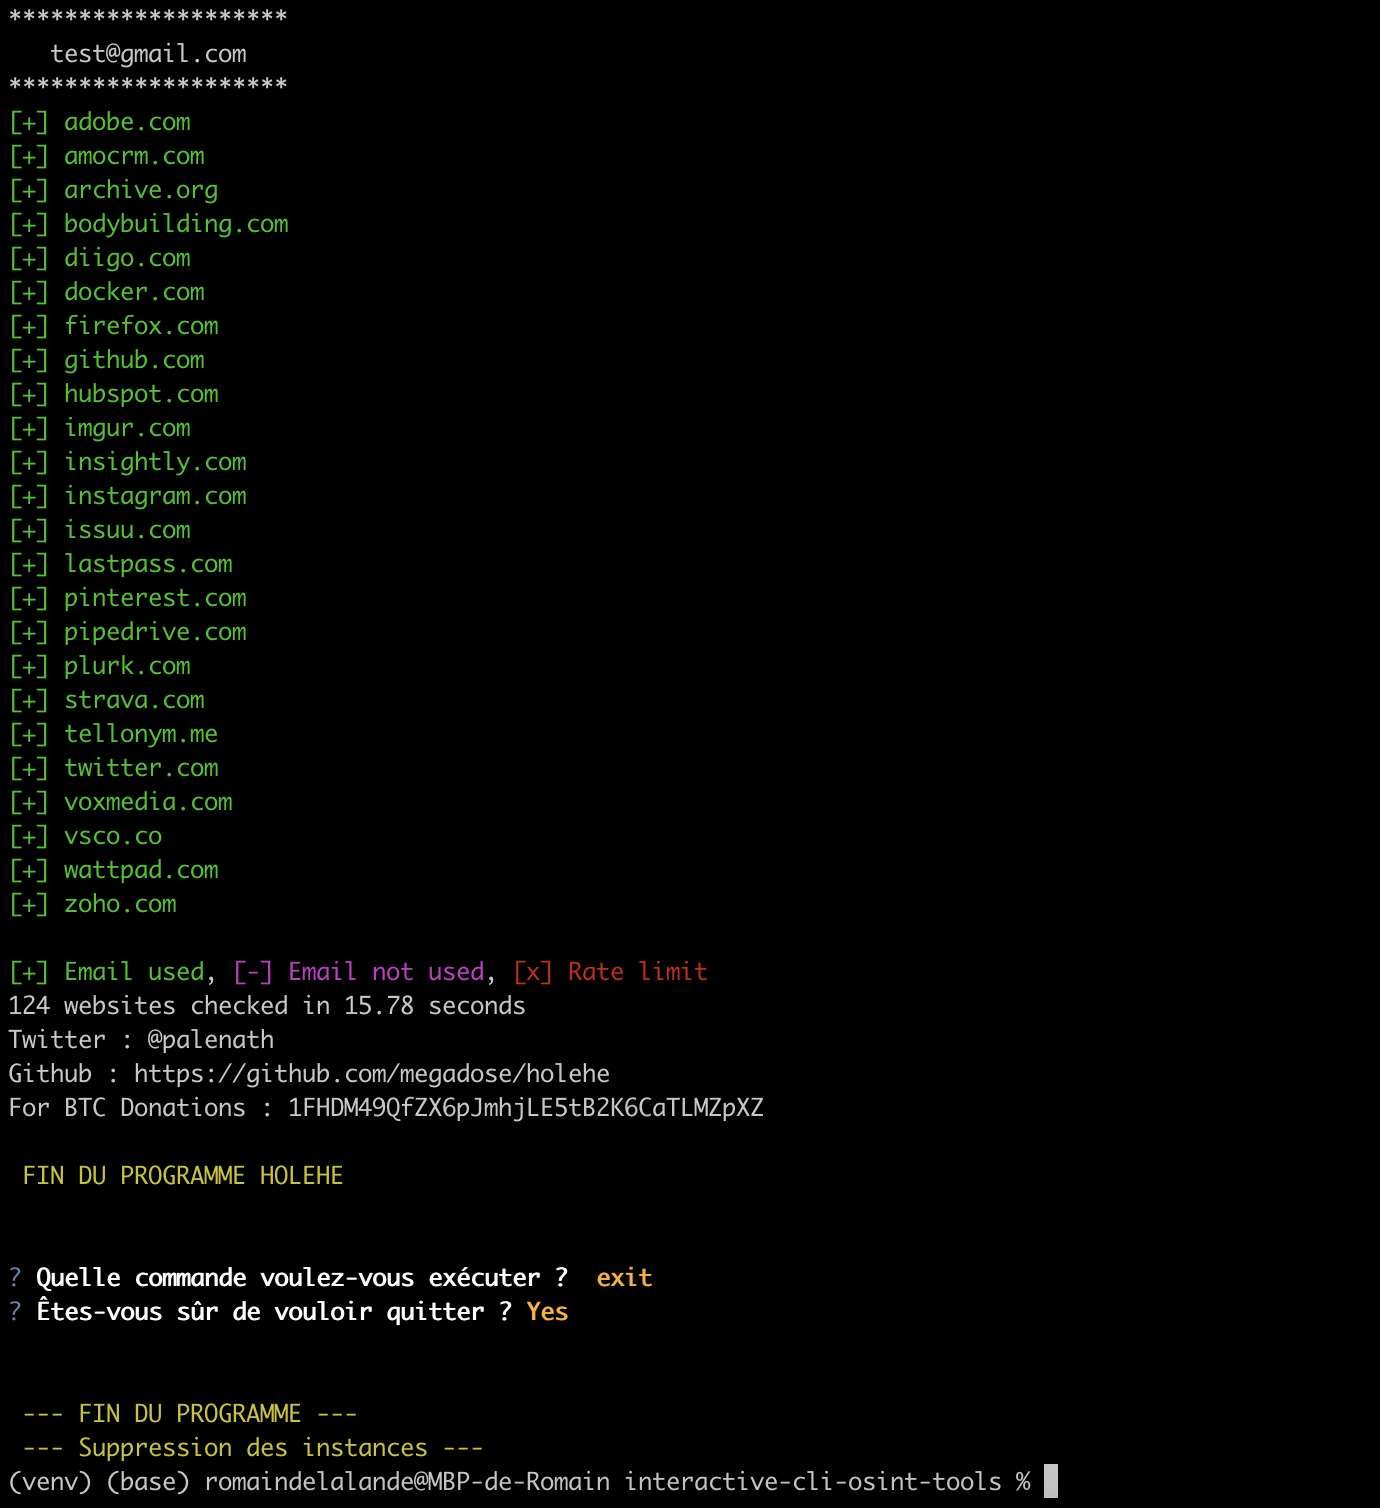 ********************
test@gmail.com
********************
[+] adobe.com
[+] amocrm.com
[+] archive.org
[+] bodybuilding.com
[+] diigo.com
[+] docker.com
[+] firefox.com
[+] github.com
[+] hubspot.com
[+] imgur.com
[+] insightly.com
[+] instagram.com
[+] issuu.com
[+] lastpass.com
[+] pinterest.com
[+] pipedrive.com
[+] plurk.com
[+] strava.com
[+] tellonym.me
[+] twitter.com
[+] voxmedia.com
[+] vsco.co
[+] wattpad.com
[+] zoho.com
[+] Email used, [-] Email not used, [x] Rate limit
124 websites checked in 15.78 seconds
Twitter : @palenath
Github : https://github.com/megadose/holehe
For BTC Donations : 1FHDM49QfZX6pJmhjLE5tB2K6CaTLMZpXZ
FIN DU PROGRAMME HOLEHE
? Quelle commande voulez-vous exécuter ?  exit
? Êtes-vous sûr de vouloir quitter ? Yes
--- FIN DU PROGRAMME ---
--- Suppression des instances ---
(venv) (base) romaindelalande@MBP-de-Romain interactive-cli-osint-tools %